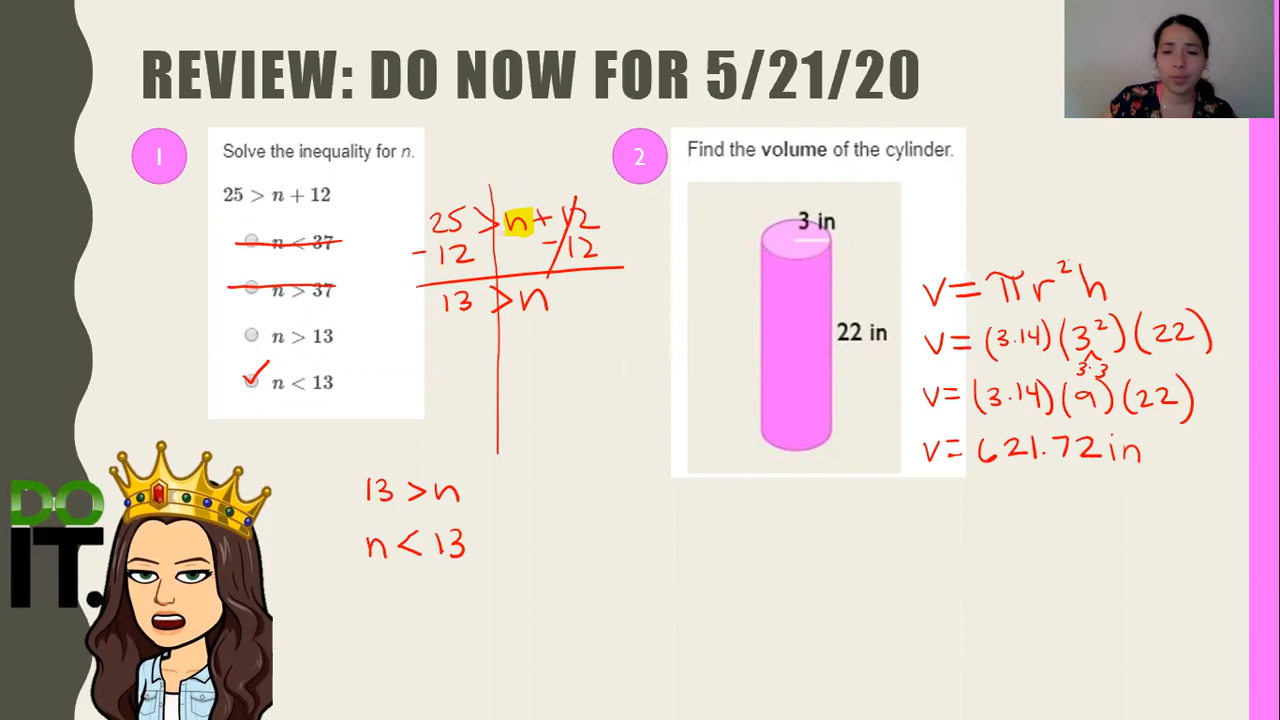 REVIEW: DO NOW FOR 5/21/20
1
Solve the inequality for n.
25 > n + 12
n < 37
n > 37
n > 13
n < 13
25 > n + 12
-12 -12
13 > n
13 > n
n < 13
DO
IT.
2
Find the volume of the cylinder.
3 in
22 in
V = πr²h
V = (3.14)(3²)(22)
3·3
V = (3.14)(9)(22)
V = 621.72 in